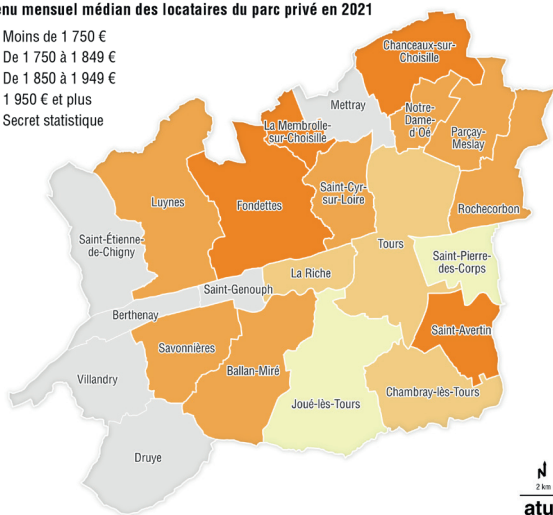 enu mensuel médian des locataires du parc privé en 2021
Moins de 1 750 €
De 1 750 à 1 849 €
De 1 850 à 1 949 €
1 950 € et plus
Secret statistique
Chanceaux-sur-
Choisille
Mettray
Notre-
Dame-
d'Oé
La Membrolle-
sur-Choisille
Parçay-
Meslay
Luynes
Fondettes
Saint-Cyr-
sur-Loire
Rochecorbon
Saint-Étienne-
de-Chigny
Tours
La Riche
Saint-Pierre-
des-Corps
Saint-Genouph
Berthenay
Saint-Avertin
Savonnières
Ballan-Miré
Villandry
Chambray-lès-Tours
Joué-lès-Tours
Druye
N
2 km
atu